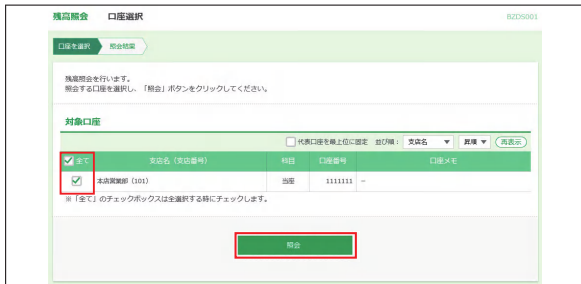 残高照会 口座選択 BZDS001
口座を選択 照会結果
残高照会を行います。
照会する口座を選択し、「照会」ボタンをクリックしてください。
対象口座
代表口座を最上位に固定 並び順： 支店名 ▼ 昇順 ▼ 再表示
全て 支店名（支店番号） 科目 口座番号 口座メモ
本店営業部（101） 当座 1111111 －
※「全て」のチェックボックスは全選択する時にチェックします。
照会